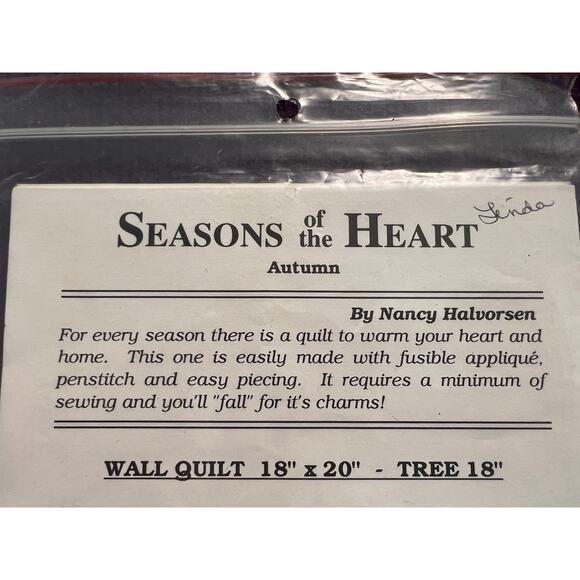 Linda
SEASONS of the HEART
Autumn
By Nancy Halvorsen
For every season there is a quilt to warm your heart and
home. This one is easily made with fusible appliqué,
penstitch and easy piecing. It requires a minimum of
sewing and you'll "fall" for it's charms!
WALL QUILT 18" x 20" - TREE 18"